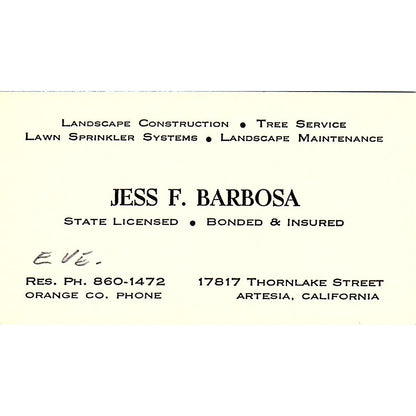 LANDSCAPE CONSTRUCTION • TREE SERVICE
LAWN SPRINKLER SYSTEMS • LANDSCAPE MAINTENANCE
JESS F. BARBOSA
STATE LICENSED • BONDED & INSURED
EVE.
RES. PH. 860-1472
ORANGE CO. PHONE
17817 THORNLAKE STREET
ARTESIA, CALIFORNIA